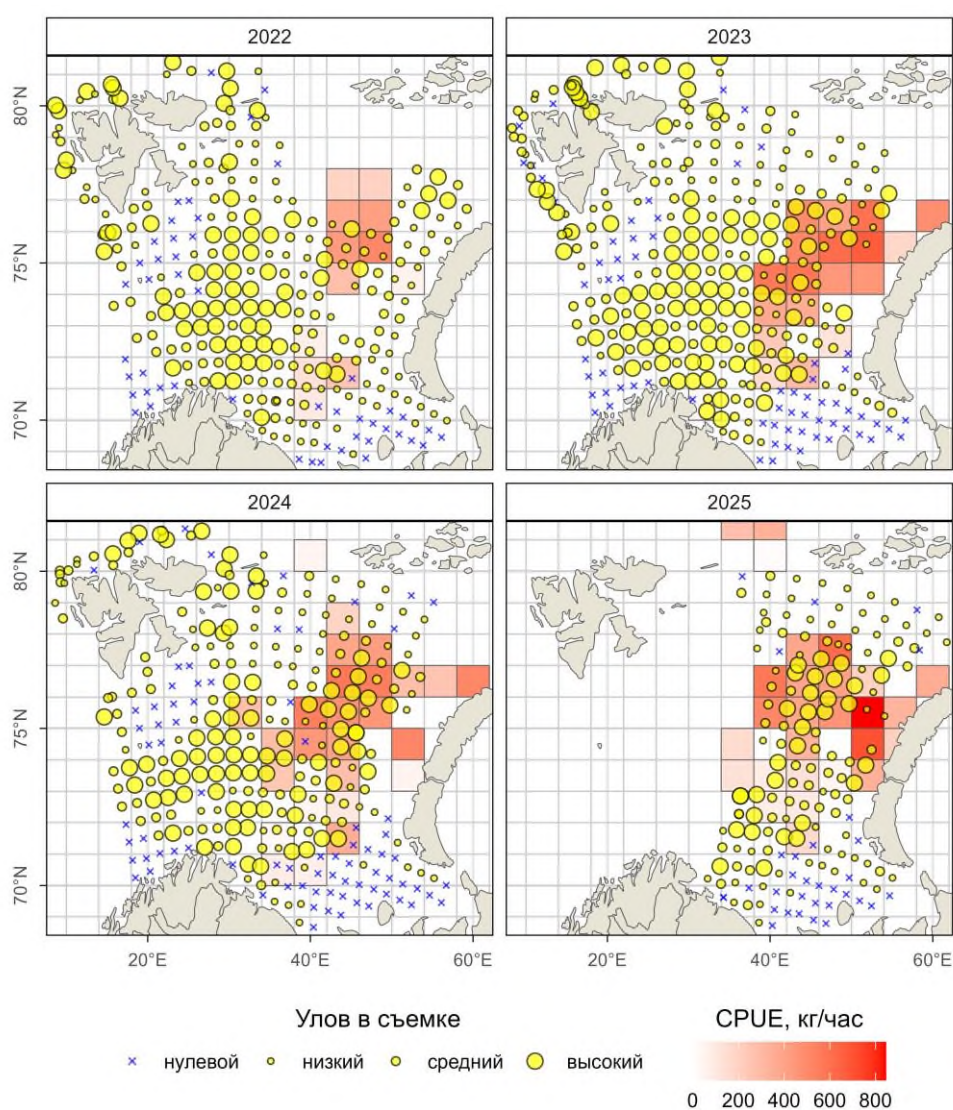 2022
2023
80°N
75°N
70°N
2024
2025
80°N
75°N
70°N
20°E
40°E
60°E
20°E
40°E
60°E
Улов в съемке
нулевой
низкий
средний
высокий
CPUE, кг/час
0
200
400
600
800